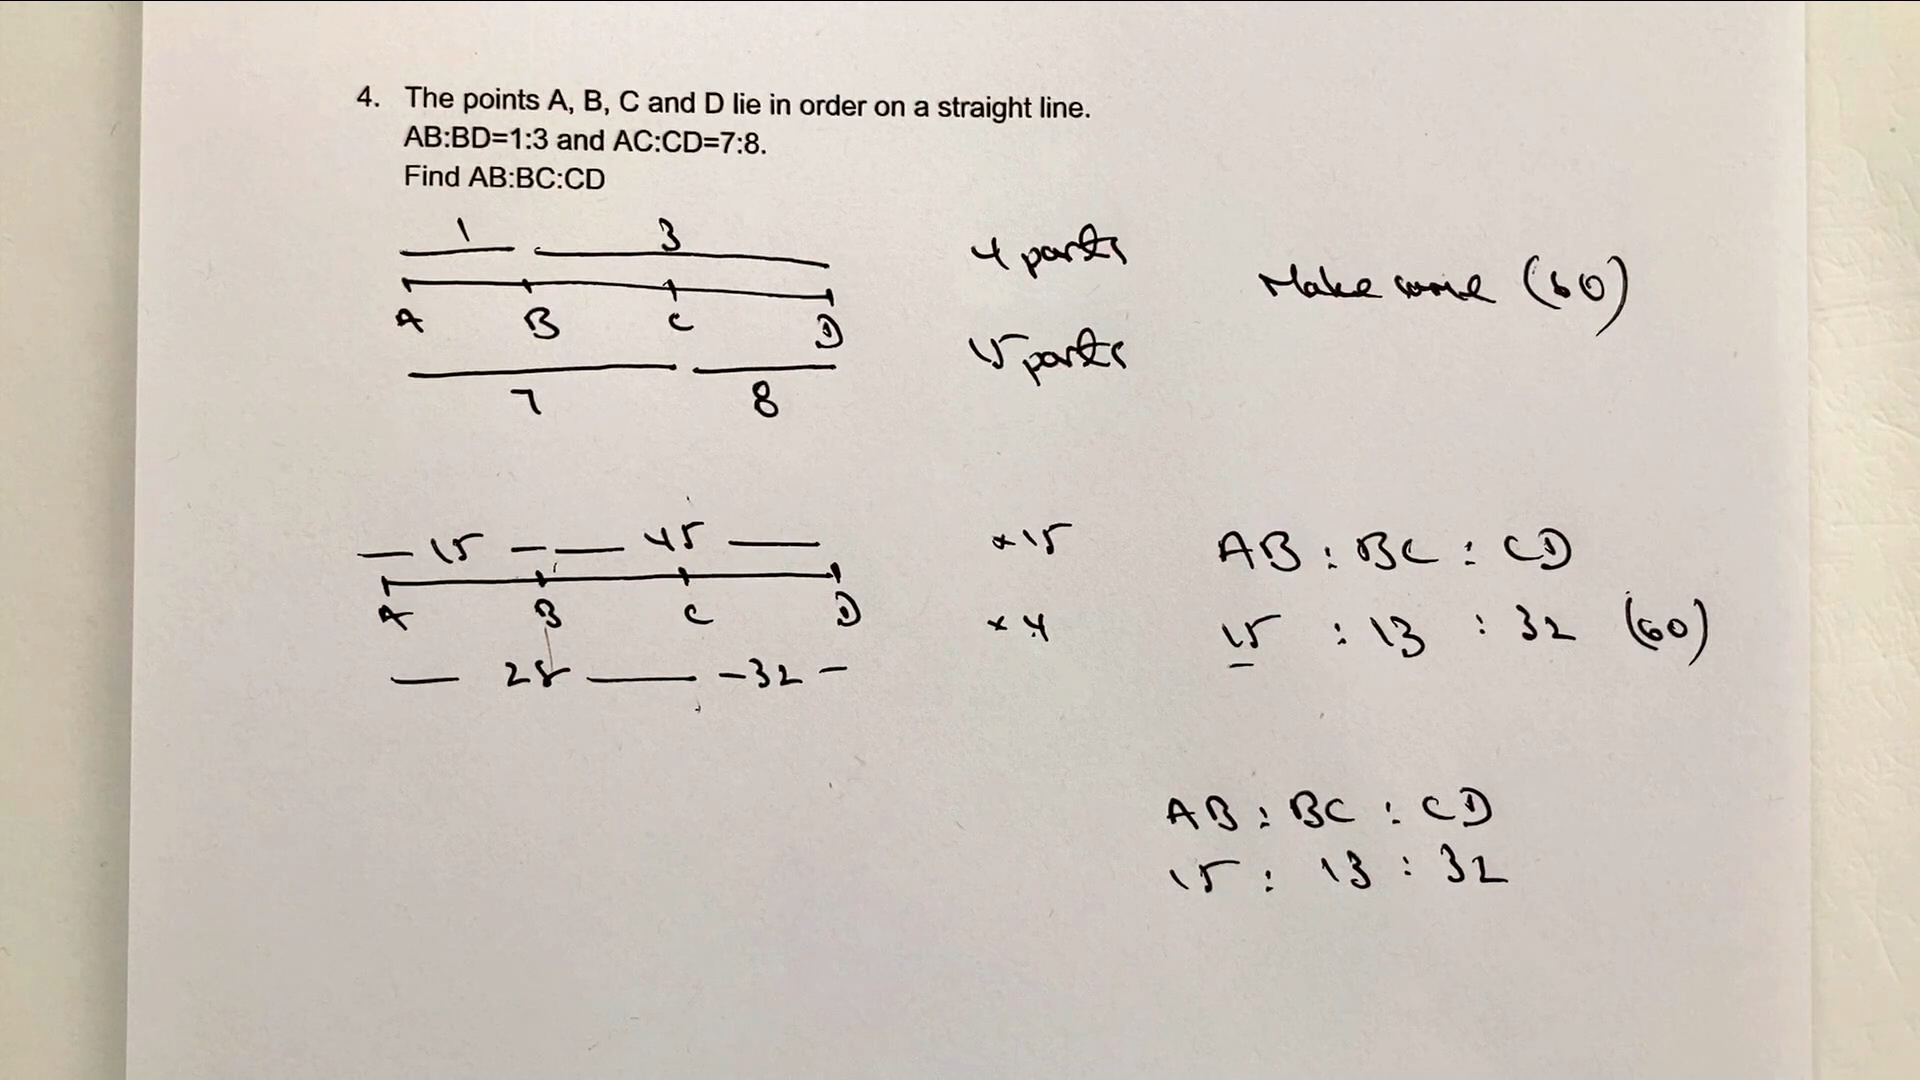 4. The points A, B, C and D lie in order on a straight line.
AB:BD=1:3 and AC:CD=7:8.
Find AB:BC:CD
1 3
4 parts
A B C D
15 parts
7 8
Make same (60)
15 45
×15
A B C D
×4
28 32
AB : BC : CD
15 : 13 : 32 (60)
AB : BC : CD
15 : 13 : 32